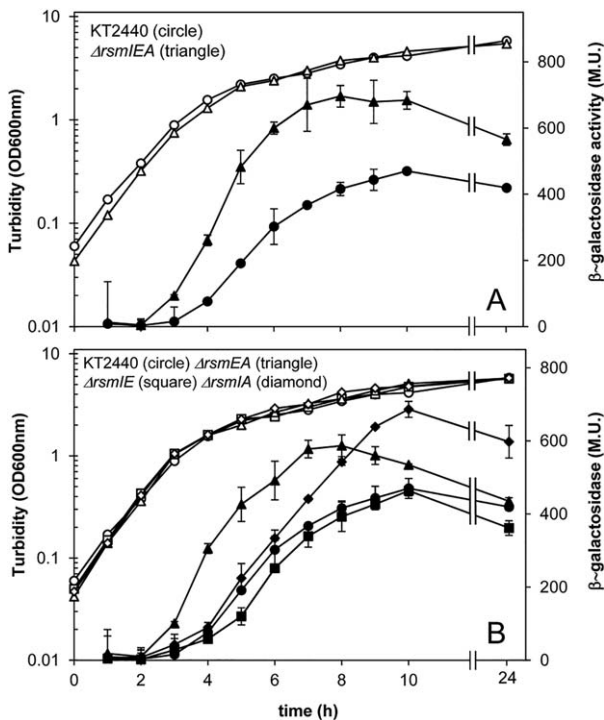 KT2440 (circle)
ΔrsmIEA (triangle)
10
1
0.1
0.01
Turbidity (OD600nm)
800
600
400
200
0
β~galactosidase activity (M.U.)
A
KT2440 (circle) ΔrsmEA (triangle)
ΔrsmIE (square) ΔrsmIA (diamond)
10
1
0.1
0.01
Turbidity (OD600nm)
800
600
400
200
0
β~galactosidase (M.U.)
B
0 2 4 6 8 10 24
time (h)